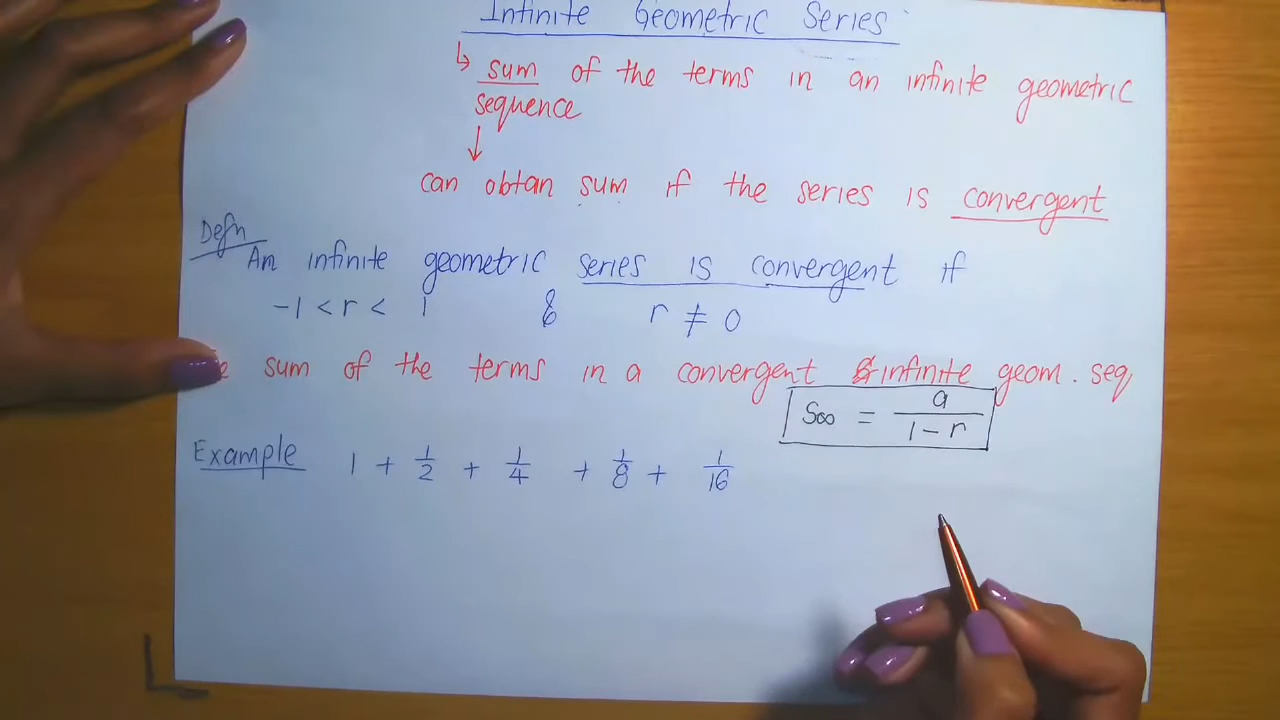 Infinite Geometric Series
↳ sum of the terms in an infinite geometric
sequence
↓
can obtan sum if the series is convergent
Defn
An infinite geometric series is convergent if
-1 < r < 1 & r ≠ 0
sum of the terms in a convergent & infinite geom. seq
S∞ = a / 1 - r
Example 1 + 1/2 + 1/4 + 1/8 + 1/16